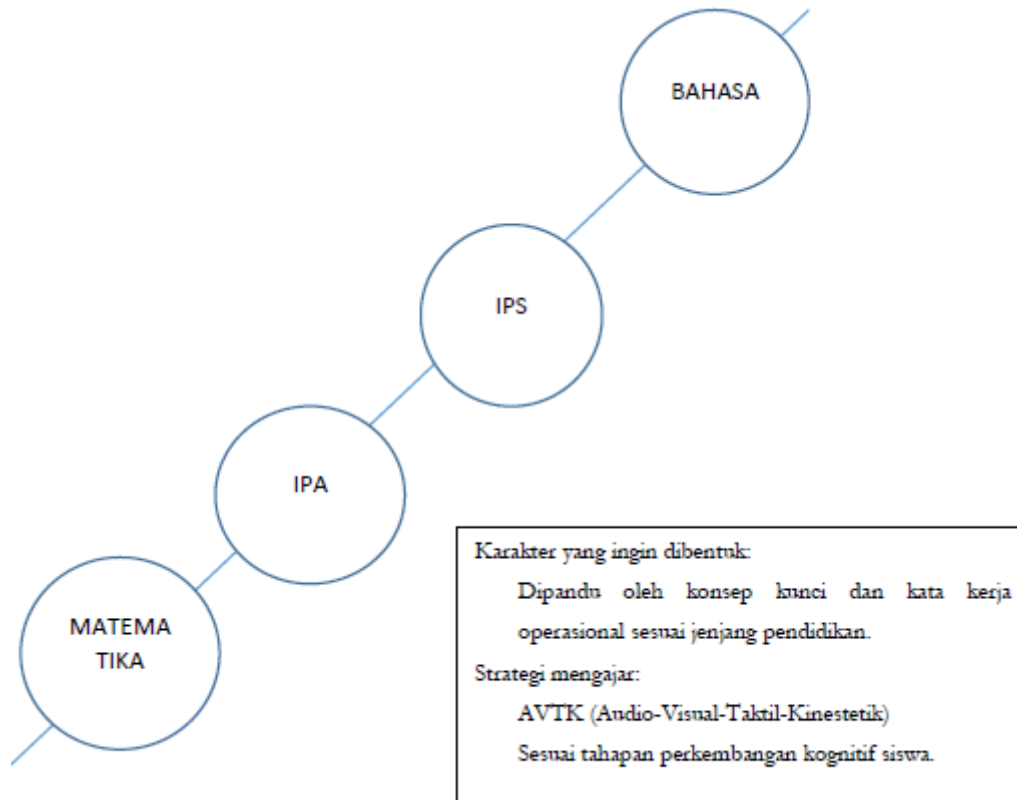 BAHASA
IPS
IPA
MATEMA
TIKA
Karakter yang ingin dibentuk:
Dipandu oleh konsep kunci dan kata kerja
operasional sesuai jenjang pendidikan.
Strategi mengajar:
AVTK (Audio-Visual-Taktil-Kinestetik)
Sesuai tahapan perkembangan kognitif siswa.